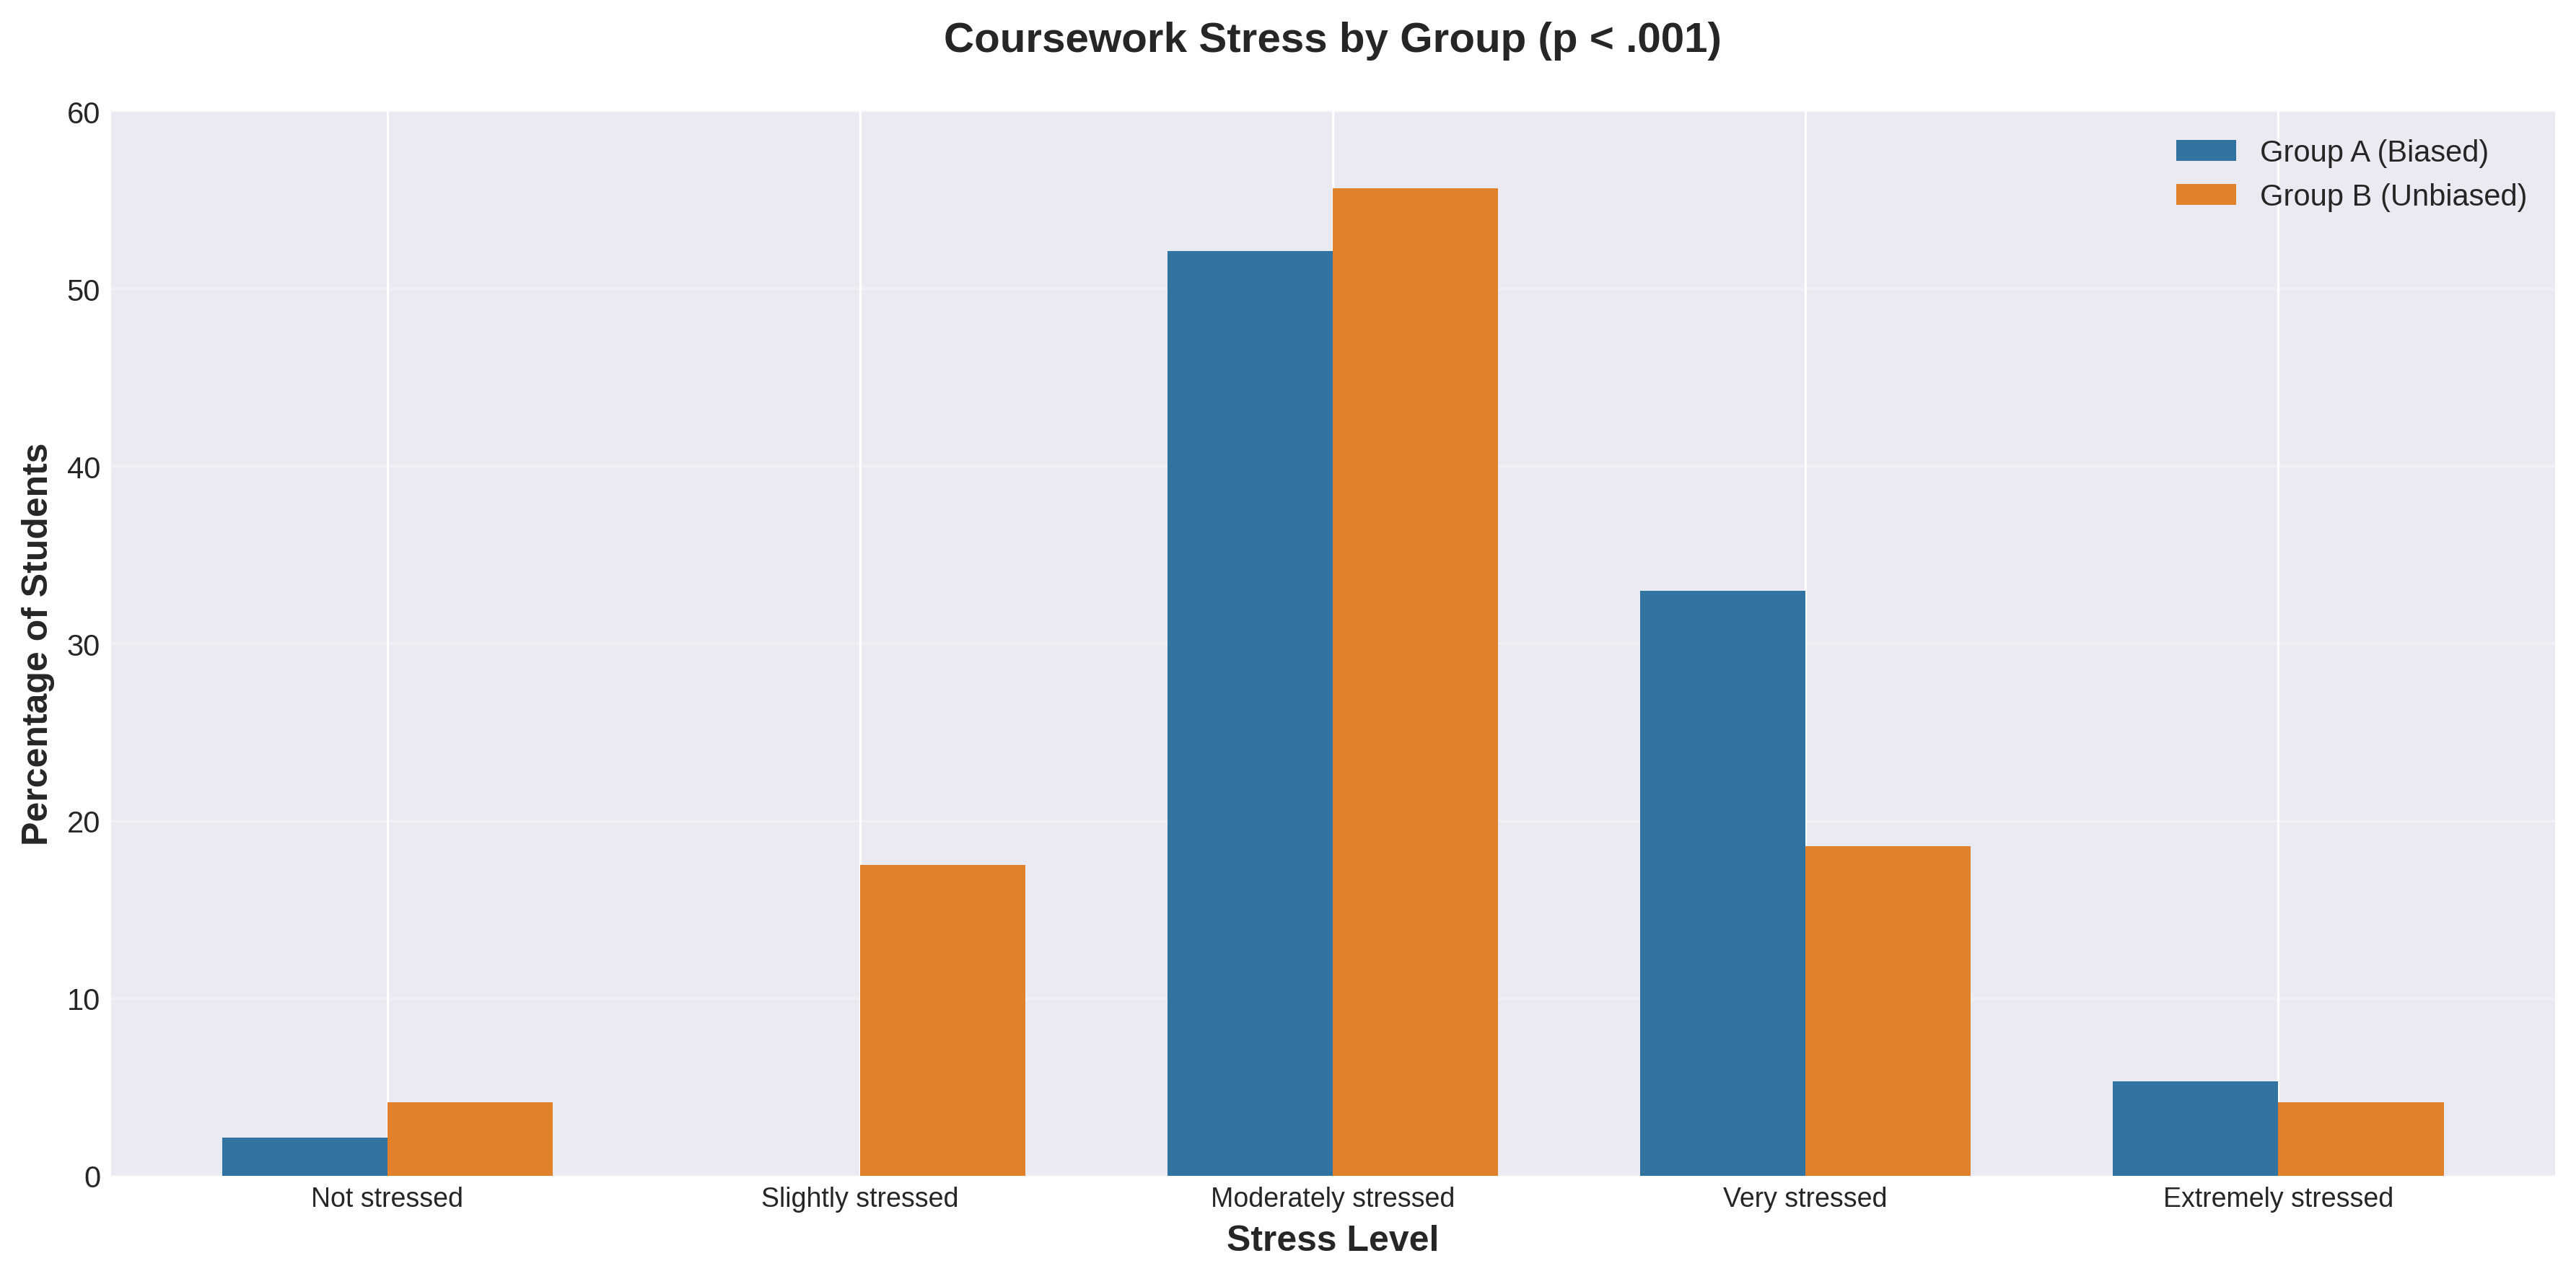 Coursework Stress by Group (p < .001)
Group A (Biased)
Group B (Unbiased)
Percentage of Students
60
50
40
30
20
10
0
Not stressed
Slightly stressed
Moderately stressed
Very stressed
Extremely stressed
Stress Level